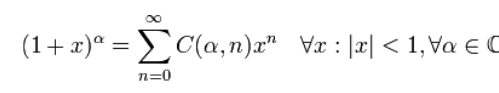 (1 + x)^α = ∑_{n=0}^{∞} C(α, n)x^n ∀x : |x| < 1, ∀α ∈ ℂ